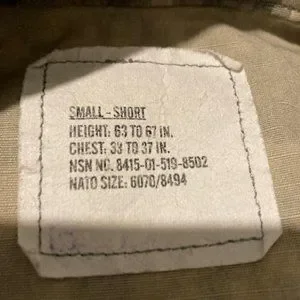 SMALL-SHORT
HEIGHT: 63 TO 67 IN.
CHEST: 33 TO 37 IN.
NSN NO. 8415-01-519-8502
NATO SIZE: 6070/8494